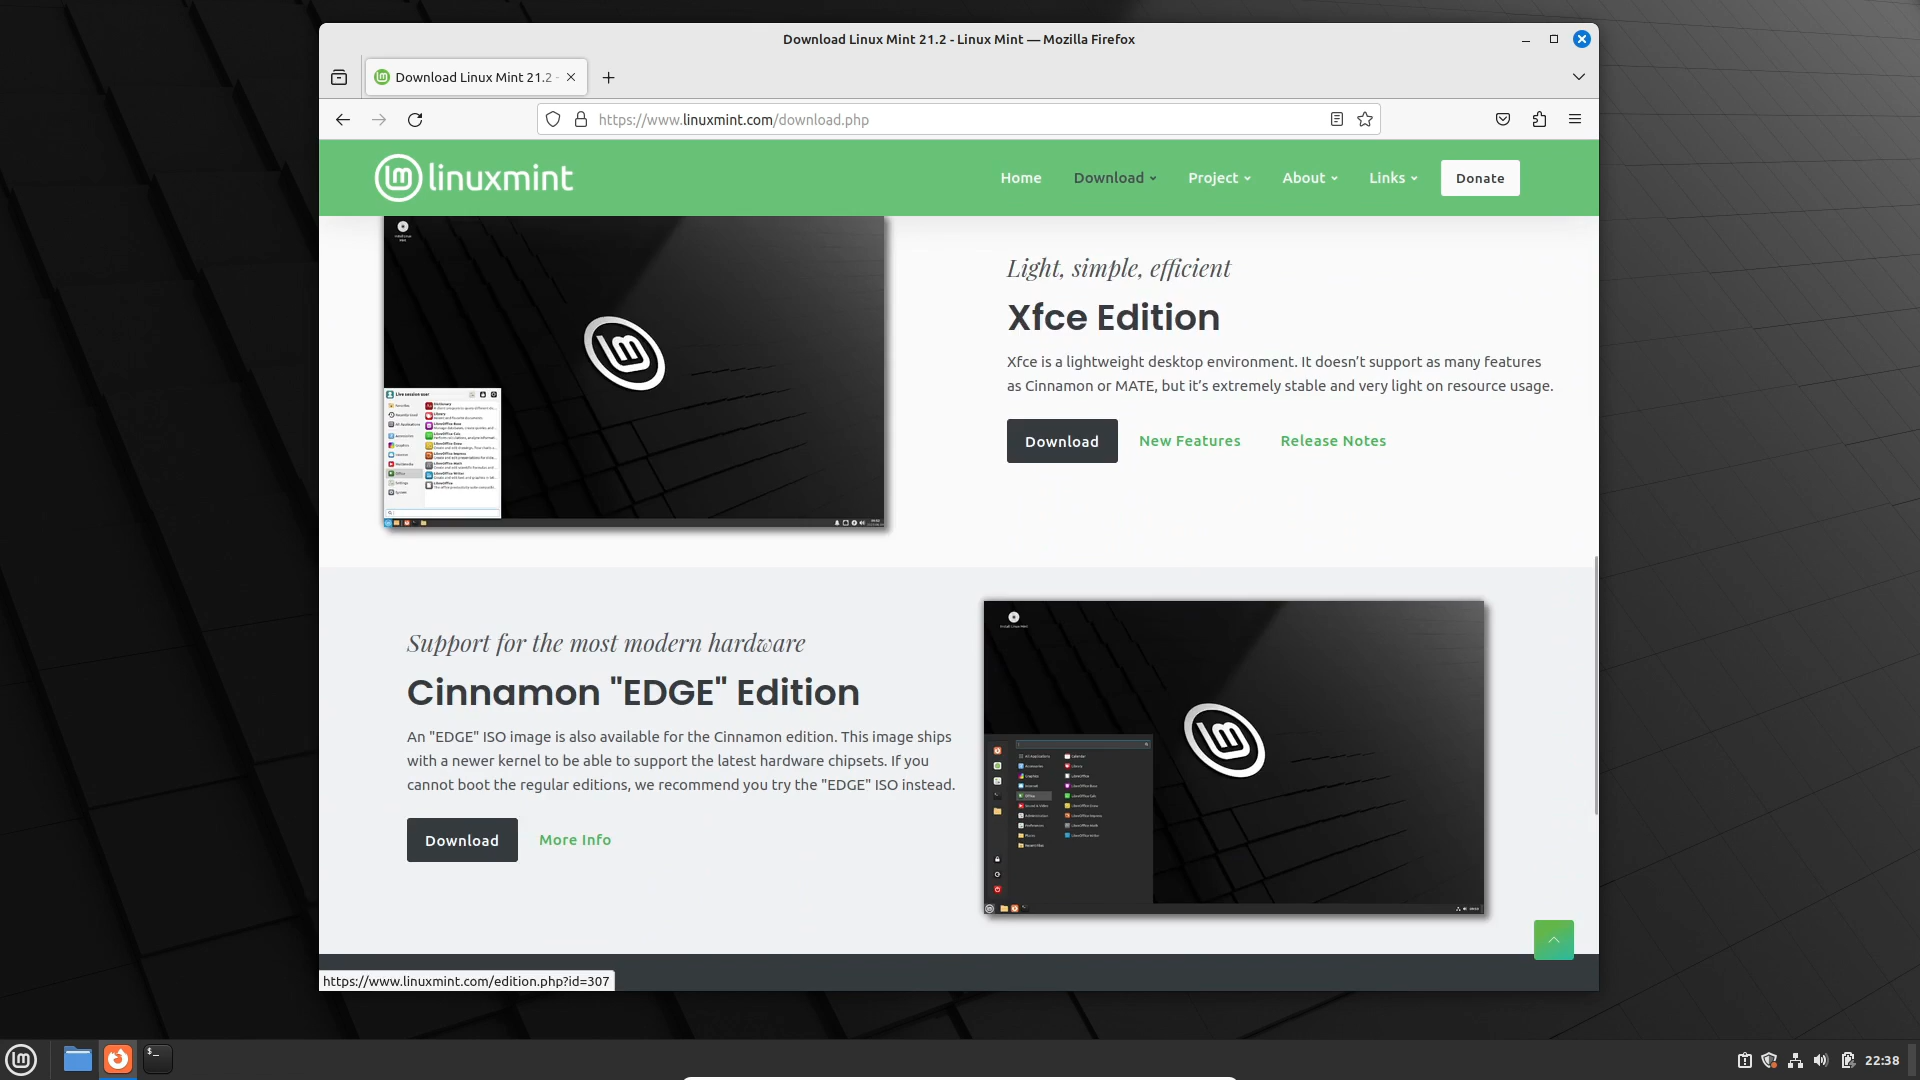 Download Linux Mint 21.2 - Linux Mint — Mozilla Firefox
Download Linux Mint 21.2 -
https://www.linuxmint.com/download.php
linuxmint
Home Download Project About Links Donate
Light, simple, efficient
Xfce Edition
Xfce is a lightweight desktop environment. It doesn’t support as many features
as Cinnamon or MATE, but it’s extremely stable and very light on resource usage.
Download New Features Release Notes
Support for the most modern hardware
Cinnamon "EDGE" Edition
An "EDGE" ISO image is also available for the Cinnamon edition. This image ships
with a newer kernel to be able to support the latest hardware chipsets. If you
cannot boot the regular editions, we recommend you try the "EDGE" ISO instead.
Download More Info
https://www.linuxmint.com/edition.php?id=307
22:38